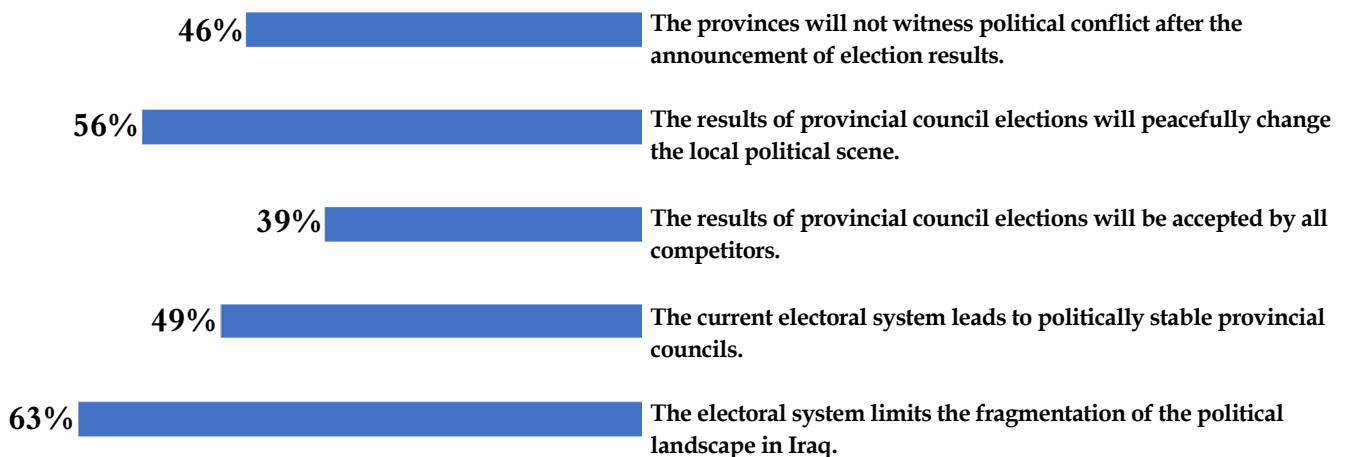 46%
The provinces will not witness political conflict after the
announcement of election results.
56%
The results of provincial council elections will peacefully change
the local political scene.
39%
The results of provincial council elections will be accepted by all
competitors.
49%
The current electoral system leads to politically stable provincial
councils.
63%
The electoral system limits the fragmentation of the political
landscape in Iraq.